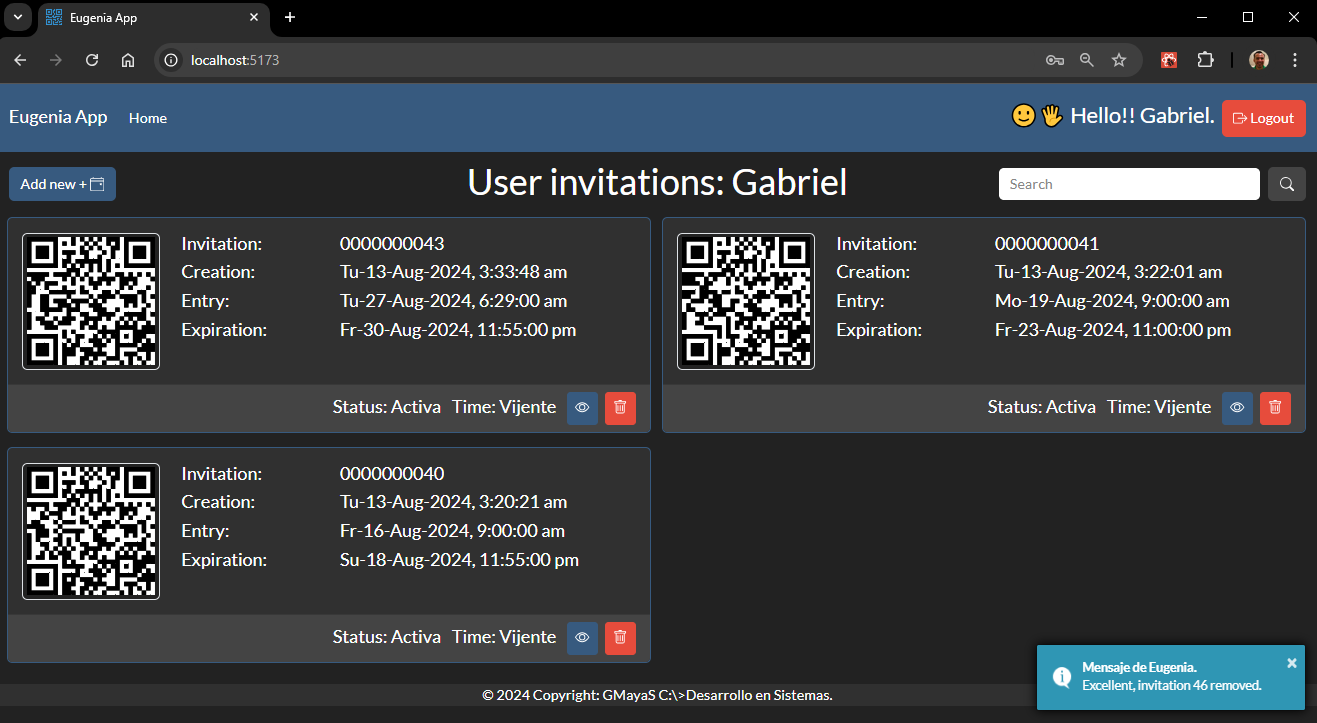 Eugenia App
localhost:5173
Eugenia App Home Hello!! Gabriel. Logout
Add new + User invitations: Gabriel Search
Invitation: 0000000043
Creation: Tu-13-Aug-2024, 3:33:48 am
Entry: Tu-27-Aug-2024, 6:29:00 am
Expiration: Fr-30-Aug-2024, 11:55:00 pm
Status: Activa Time: Vijente
Invitation: 0000000041
Creation: Tu-13-Aug-2024, 3:22:01 am
Entry: Mo-19-Aug-2024, 9:00:00 am
Expiration: Fr-23-Aug-2024, 11:00:00 pm
Status: Activa Time: Vijente
Invitation: 0000000040
Creation: Tu-13-Aug-2024, 3:20:21 am
Entry: Fr-16-Aug-2024, 9:00:00 am
Expiration: Su-18-Aug-2024, 11:55:00 pm
Status: Activa Time: Vijente
Mensaje de Eugenia.
Excellent, invitation 46 removed.
© 2024 Copyright: GMayaS C:\>Desarrollo en Sistemas.